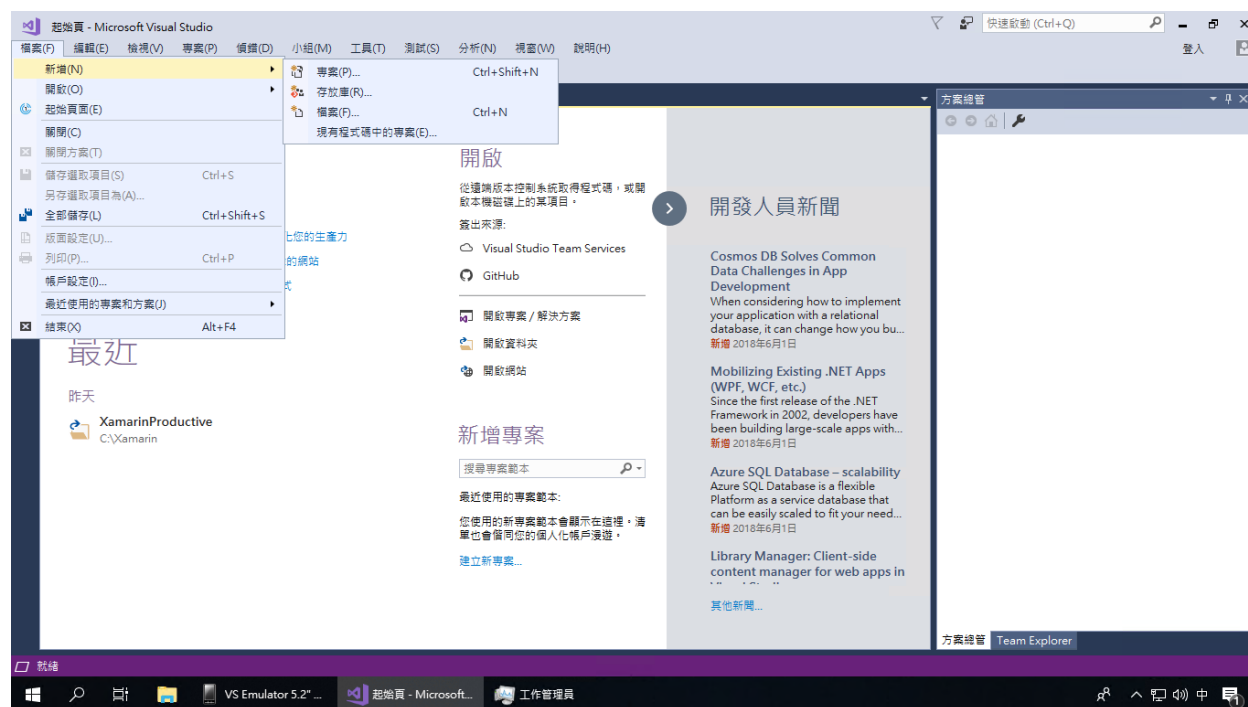 起始頁 - Microsoft Visual Studio
快速啟動 (Ctrl+Q)
檔案(F) 編輯(E) 檢視(V) 專案(P) 偵錯(D) 小組(M) 工具(T) 測試(S) 分析(N) 視窗(W) 說明(H)
登入
新增(N)
開啟(O)
起始頁面(E)
關閉(C)
關閉方案(T)
儲存選取項目(S) Ctrl+S
另存選取項目為(A)...
全部儲存(L) Ctrl+Shift+S
版面設定(U)...
列印(P)... Ctrl+P
帳戶設定(I)...
最近使用的專案和方案(J)
結束(X) Alt+F4
專案(P)... Ctrl+Shift+N
存放庫(R)...
檔案(F)... Ctrl+N
現有程式碼中的專案(E)...
化您的生產力
的網站
式
最近
昨天
XamarinProductive
C:\Xamarin
開啟
從遠端版本控制系統取得程式碼，或開
啟本機磁碟上的某項目。
簽出來源:
Visual Studio Team Services
GitHub
開啟專案 / 解決方案
開啟資料夾
開啟網站
新增專案
搜尋專案範本
最近使用的專案範本:
您使用的新專案範本會顯示在這裡。清
單也會偕同您的個人化帳戶漫遊。
建立新專案...
開發人員新聞
Cosmos DB Solves Common
Data Challenges in App
Development
When considering how to implement
your application with a relational
database, it can change how you bu...
新增 2018年6月1日
Mobilizing Existing .NET Apps
(WPF, WCF, etc.)
Since the first release of the .NET
Framework in 2002, developers have
been building large-scale apps with...
新增 2018年6月1日
Azure SQL Database – scalability
Azure SQL Database is a flexible
Platform as a service database that
can be easily scaled to fit your need...
新增 2018年6月1日
Library Manager: Client-side
content manager for web apps in
其他新聞...
方案總管
方案總管 Team Explorer
就緒
VS Emulator 5.2" ... 起始頁 - Microsoft... 工作管理員
中
1